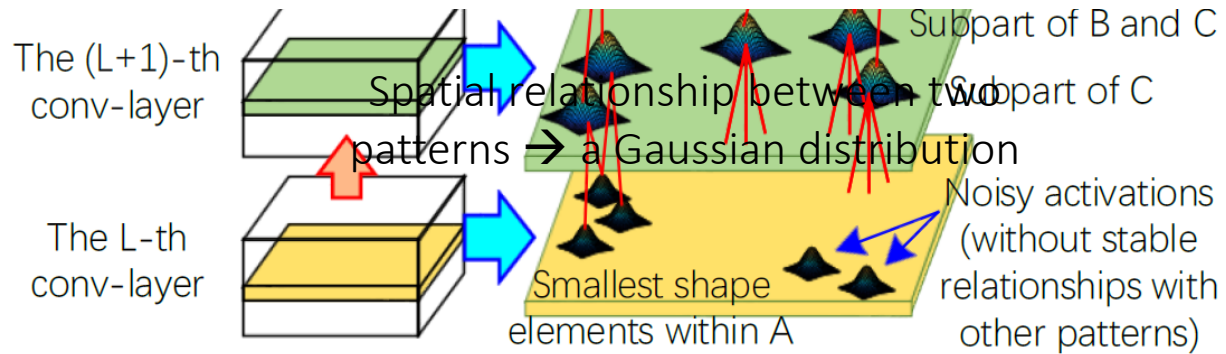 Subpart of B and C
The (L+1)-th
conv-layer
Subpart of C
Spatial relationship between two
patterns → a Gaussian distribution
The L-th
conv-layer
Noisy activations
(without stable
relationships with
other patterns)
Smallest shape
elements within A